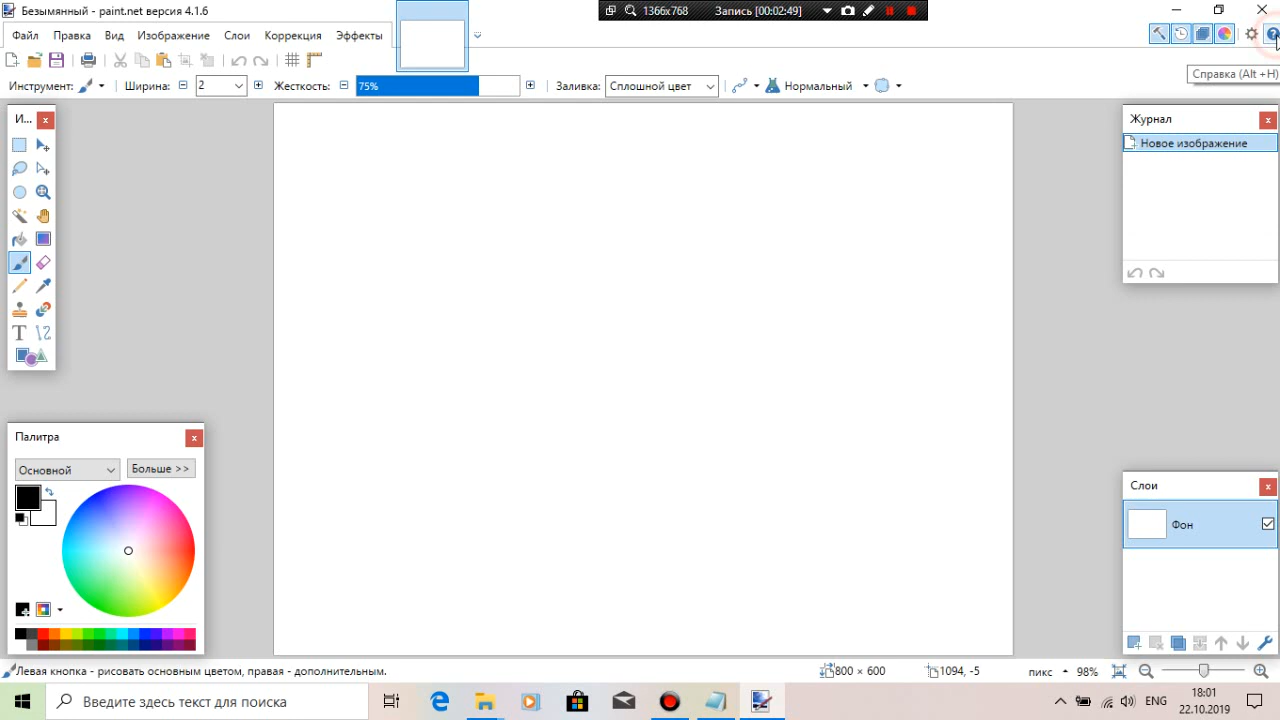 Безымянный - paint.net версия 4.1.6
1366x768
Запись [00:02:49]
Файл Правка Вид Изображение Слои Коррекция Эффекты
Справка (Alt +H)
Инструмент: Ширина: 2 Жесткость: 75% Заливка: Сплошной цвет Нормальный
И...
Журнал
Новое изображение
Палитра
Основной
Больше >>
Слои
Фон
Левая кнопка - рисовать основным цветом, правая - дополнительным.
800 × 600
1094, -5
пикс
98%
Введите здесь текст для поиска
ENG
18:01
22.10.2019